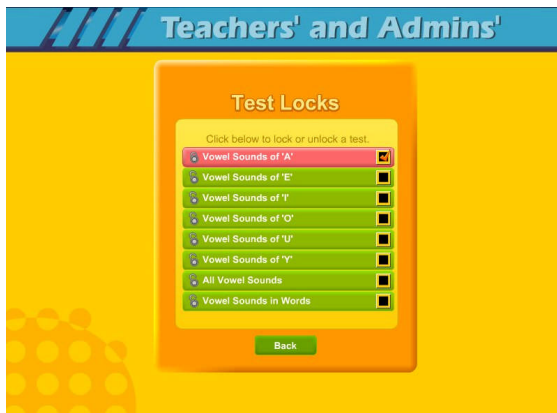 Teachers' and Admins'
Test Locks
Click below to lock or unlock a test.
Vowel Sounds of 'A'
Vowel Sounds of 'E'
Vowel Sounds of 'I'
Vowel Sounds of 'O'
Vowel Sounds of 'U'
Vowel Sounds of 'Y'
All Vowel Sounds
Vowel Sounds in Words
Back